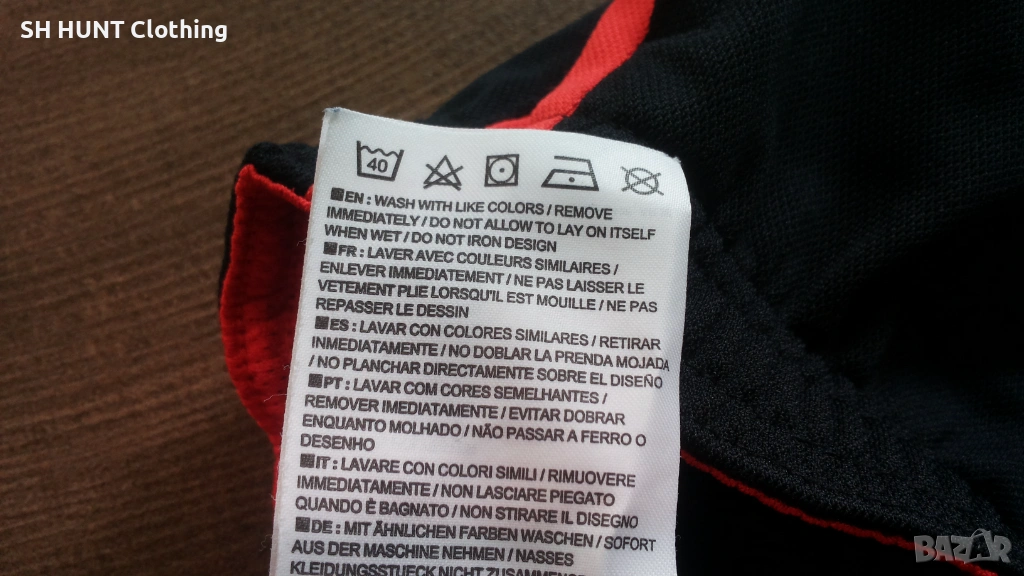 SH HUNT Clothing
40
EN : WASH WITH LIKE COLORS / REMOVE
IMMEDIATELY / DO NOT ALLOW TO LAY ON ITSELF
WHEN WET / DO NOT IRON DESIGN
FR : LAVER AVEC COULEURS SIMILAIRES /
ENLEVER IMMEDIATEMENT / NE PAS LAISSER LE
VETEMENT PLIE LORSQU'IL EST MOUILLE / NE PAS
REPASSER LE DESSIN
ES : LAVAR CON COLORES SIMILARES / RETIRAR
INMEDIATAMENTE / NO DOBLAR LA PRENDA MOJADA
/ NO PLANCHAR DIRECTAMENTE SOBRE EL DISEÑO
PT : LAVAR COM CORES SEMELHANTES /
REMOVER IMEDIATAMENTE / EVITAR DOBRAR
ENQUANTO MOLHADO / NÃO PASSAR A FERRO O
DESENHO
IT : LAVARE CON COLORI SIMILI / RIMUOVERE
IMMEDIATAMENTE / NON LASCIARE PIEGATO
QUANDO È BAGNATO / NON STIRARE IL DISEGNO
DE : MIT ÄHNLICHEN FARBEN WASCHEN / SOFORT
AUS DER MASCHINE NEHMEN / NASSES
KLEIDUNGSSTUECK NICHT
BAZAR